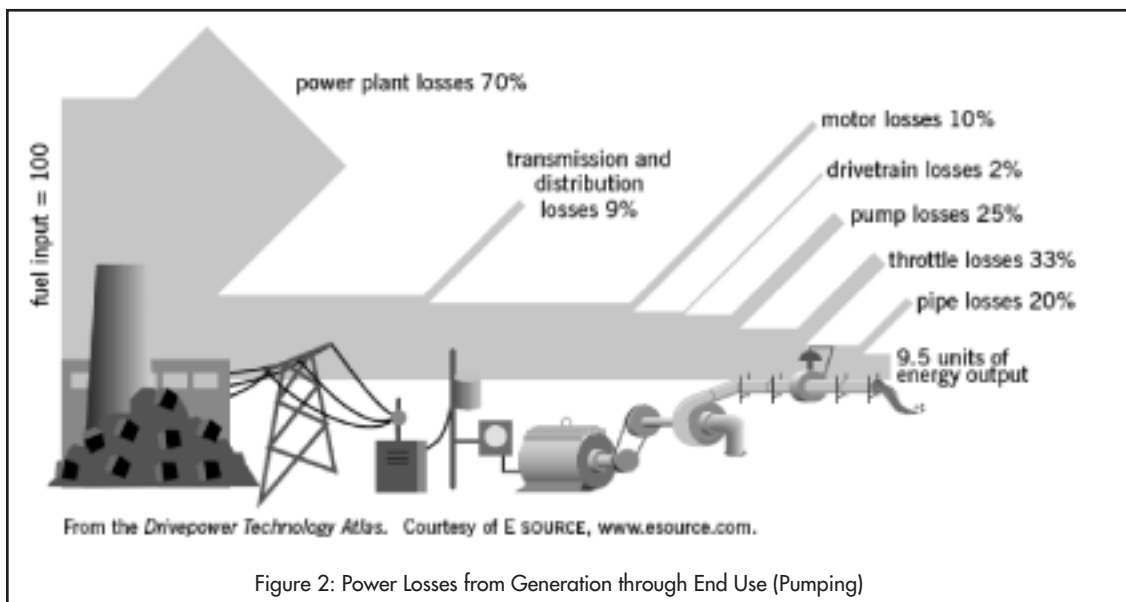 fuel input = 100
power plant losses 70%
transmission and
distribution
losses 9%
motor losses 10%
drivetrain losses 2%
pump losses 25%
throttle losses 33%
pipe losses 20%
9.5 units of
energy output
From the Drivepower Technology Atlas. Courtesy of E SOURCE, www.esource.com.
Figure 2: Power Losses from Generation through End Use (Pumping)